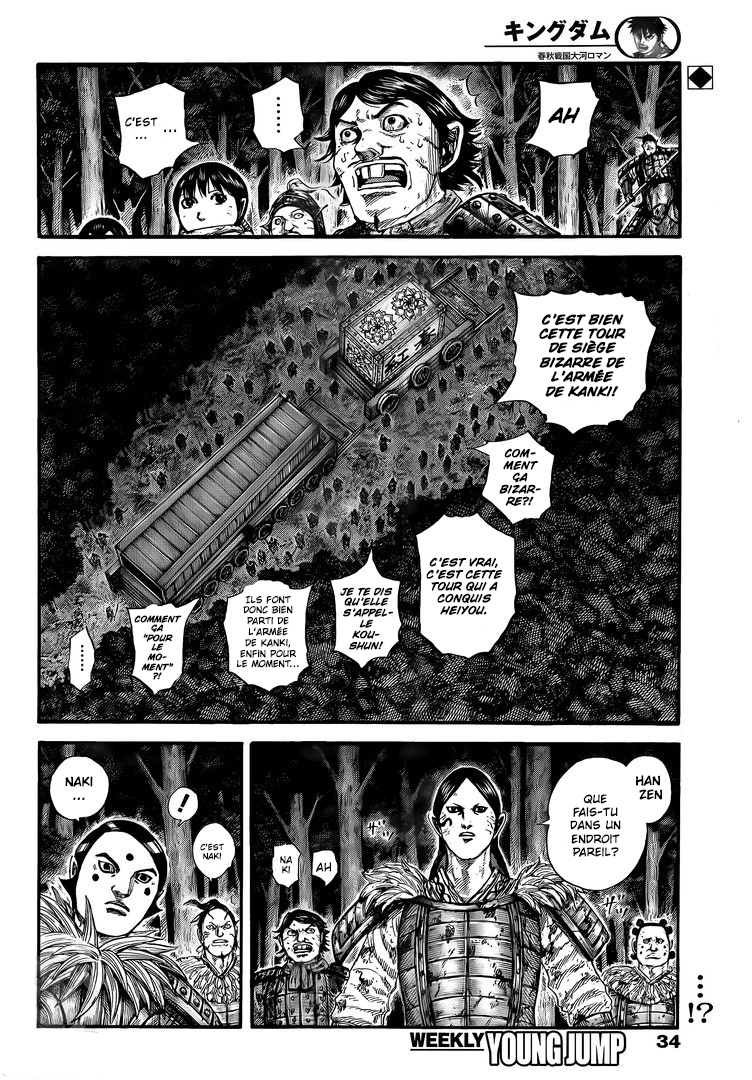 キングダム
春秋戦国大河ロマン
AH
......
C'EST
... ...
C'EST BIEN
CETTE TOUR
DE SIÈGE
BIZARRE DE
L'ARMÉE
DE KANKI!
COM-
MENT
ÇA
BIZAR-
RE?!
C'EST VRAI,
C'EST CETTE
TOUR QUI A
CONQUIS
HEIYOU.
JE TE DIS
QU'ELLE
S'APPEL-
LE
KOU-
SHUN!
ILS FONT
DONC BIEN
PARTI DE
L'ARMÉE
DE KANKI,
ENFIN POUR
LE MOMENT...
COMMENT
ÇA
"POUR
LE
MO-
MENT"
?!
......
HAN
ZEN
QUE
FAIS-TU
DANS UN
ENDROIT
PAREIL?
ザッ
ザッ
AH
NA
KI
NAKI
...
!
C'EST
NAKI
...!?
WEEKLY YOUNG JUMP 34